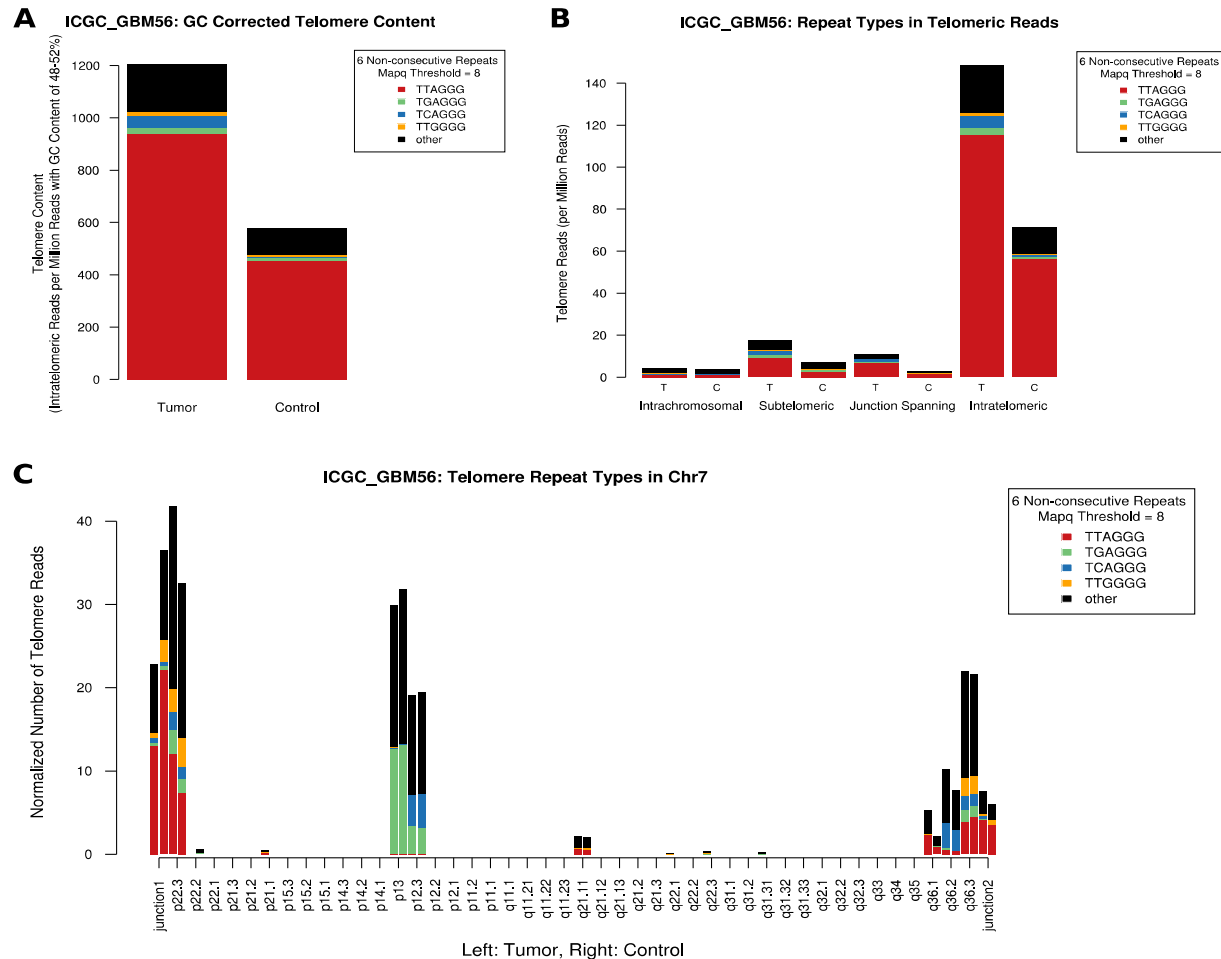 A
ICGC_GBM56: GC Corrected Telomere Content
Telomere Content
(Intratelomeric Reads per Million Reads with GC Content of 48-52%)
1200
1000
800
600
400
200
0
Tumor
Control
6 Non-consecutive Repeats
Mapq Threshold = 8
TTAGGG
TGAGGG
TCAGGG
TTGGGG
other
B
ICGC_GBM56: Repeat Types in Telomeric Reads
Telomere Reads (per Million Reads)
140
120
100
80
60
40
20
0
T C T C T C T C
Intrachromosomal Subtelomeric Junction Spanning Intratelomeric
6 Non-consecutive Repeats
Mapq Threshold = 8
TTAGGG
TGAGGG
TCAGGG
TTGGGG
other
C
ICGC_GBM56: Telomere Repeat Types in Chr7
Normalized Number of Telomere Reads
40
30
20
10
0
junction1
p22.3
p22.2
p22.1
p21.3
p21.2
p21.1
p15.3
p15.2
p15.1
p14.3
p14.2
p14.1
p13
p12.3
p12.2
p12.1
p11.2
p11.1
q11.1
q11.21
q11.22
q11.23
q21.11
q21.12
q21.13
q21.2
q21.3
q22.1
q22.2
q22.3
q31.1
q31.2
q31.31
q31.32
q31.33
q32.1
q32.2
q32.3
q33
q34
q35
q36.1
q36.2
q36.3
junction2
Left: Tumor, Right: Control
6 Non-consecutive Repeats
Mapq Threshold = 8
TTAGGG
TGAGGG
TCAGGG
TTGGGG
other